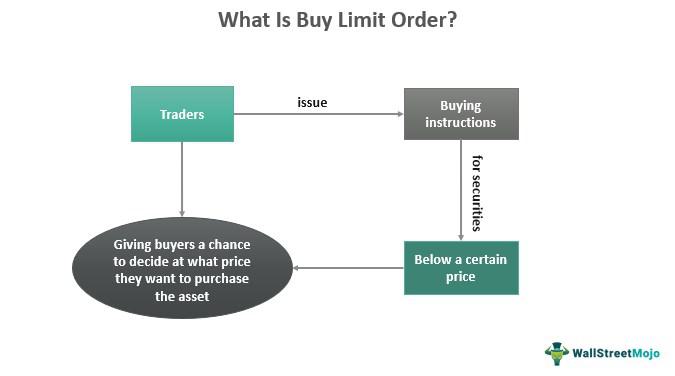 What Is Buy Limit Order?
Traders
issue
Buying
instructions
for securities
Giving buyers a chance
to decide at what price
they want to purchase
the asset
Below a certain
price
WallStreetMojo